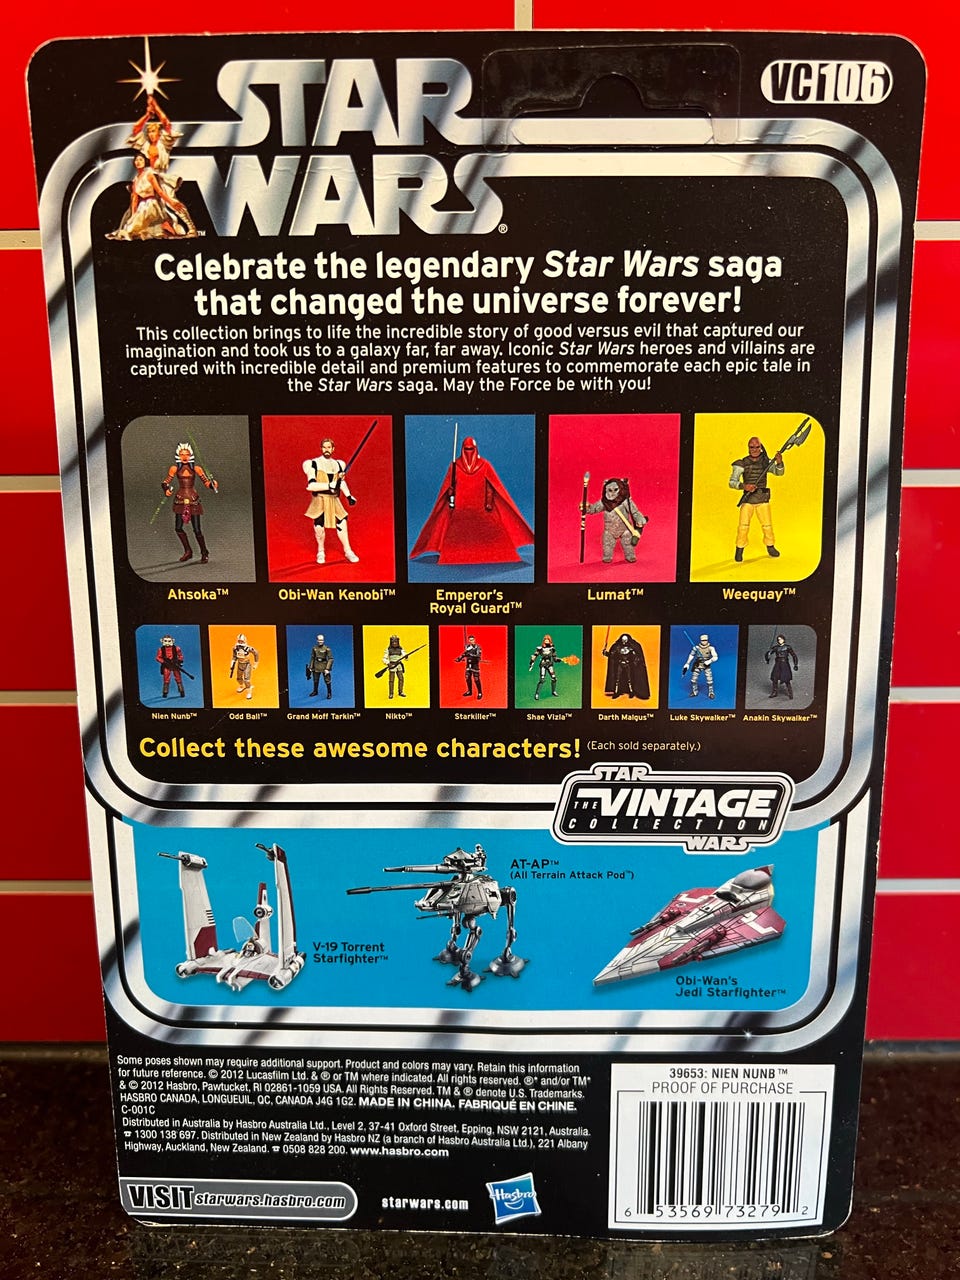 STAR
WARS®
™
VC106
Celebrate the legendary Star Wars saga
that changed the universe forever!
This collection brings to life the incredible story of good versus evil that captured our
imagination and took us to a galaxy far, far away. Iconic Star Wars heroes and villains are
captured with incredible detail and premium features to commemorate each epic tale in
the Star Wars saga. May the Force be with you!
Ahsoka™
Obi-Wan Kenobi™
Emperor's
Royal Guard™
Lumat™
Weequay™
Nien Nunb™
Odd Ball™
Grand Moff Tarkin™
Nikto™
Starkiller™
Shae Vizla™
Darth Malgus™
Luke Skywalker™
Anakin Skywalker™
Collect these awesome characters! (Each sold separately.)
STAR
THE VINTAGE
COLLECTION
WARS
V-19 Torrent
Starfighter™
AT-AP™
(All Terrain Attack Pod™)
Obi-Wan's
Jedi Starfighter™
Some poses shown may require additional support. Product and colors may vary. Retain this information
for future reference. © 2012 Lucasfilm Ltd. & ® or TM where indicated. All rights reserved. ®* and/or TM*
& © 2012 Hasbro, Pawtucket, RI 02861-1059 USA. All Rights Reserved. TM & ® denote U.S. Trademarks.
HASBRO CANADA, LONGUEUIL, QC, CANADA J4G 1G2. MADE IN CHINA. FABRIQUÉ EN CHINE.
C-001C
Distributed in Australia by Hasbro Australia Ltd., Level 2, 37-41 Oxford Street, Epping, NSW 2121, Australia.
☎ 1300 138 697. Distributed in New Zealand by Hasbro NZ (a branch of Hasbro Australia Ltd.), 221 Albany
Highway, Auckland, New Zealand. ☎ 0508 828 200. www.hasbro.com
VISIT starwars.hasbro.com
starwars.com
Hasbro
39653: NIEN NUNB™
PROOF OF PURCHASE
6 53569 73279 2